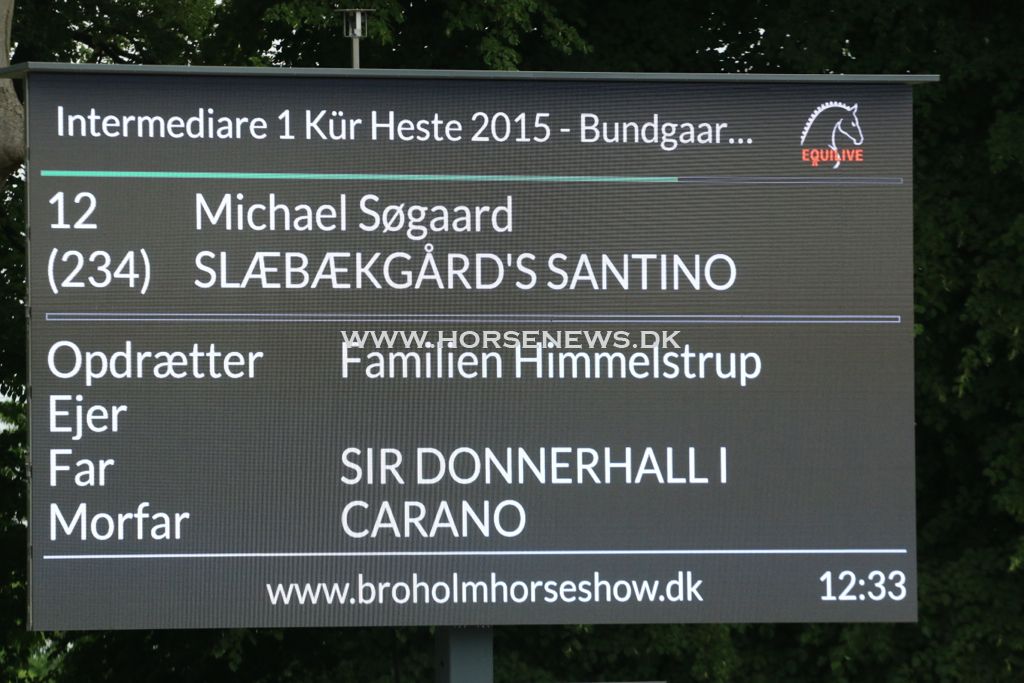 Intermediare 1 Kür Heste 2015 - Bundgaar...
EQUILIVE
12 Michael Søgaard
(234) SLÆBÆKGÅRD'S SANTINO
WWW.HORSENEWS.DK
Opdrætter Familien Himmelstrup
Ejer
Far SIR DONNERHALL I
Morfar CARANO
www.broholmhorseshow.dk 12:33